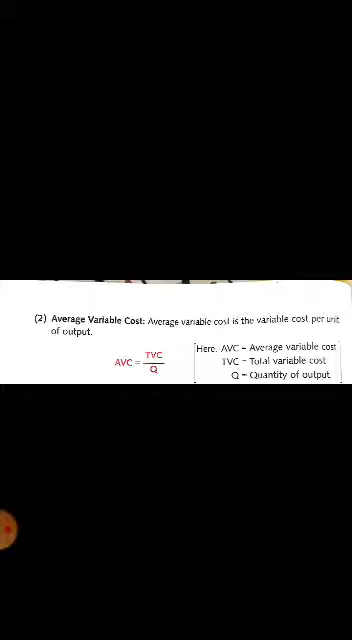 (2) Average Variable Cost: Average variable cost is the variable cost per unit
of output.
AVC = TVC / Q
Here, AVC = Average variable cost
TVC = Total variable cost
Q = Quantity of output